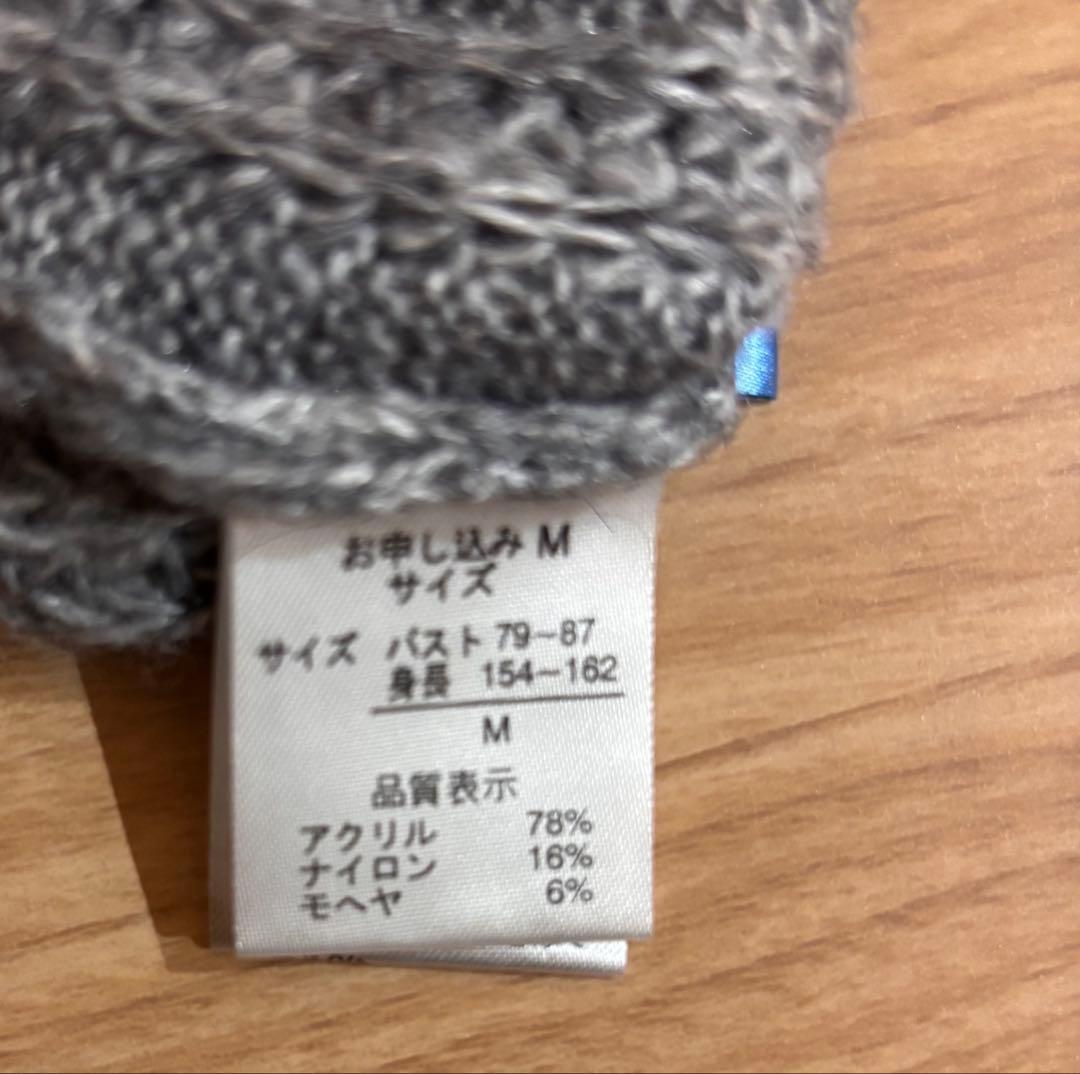 お申し込み M
サイズ
サイズ バスト 79-87
身長 154-162
M
品質表示
アクリル 78%
ナイロン 16%
モヘヤ 6%